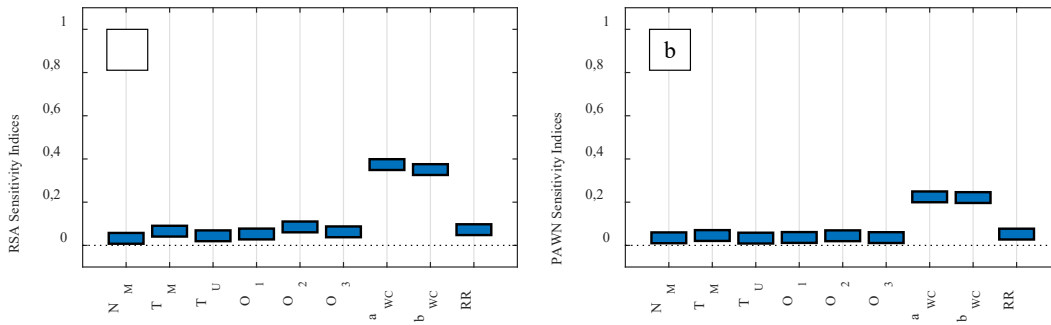 RSA Sensitivity Indices
1
0,8
0,6
0,4
0,2
0
N M
T M
T U
O 1
O 2
O 3
a WC
b WC
RR
PAWN Sensitivity Indices
b
1
0,8
0,6
0,4
0,2
0
N M
T M
T U
O 1
O 2
O 3
a WC
b WC
RR